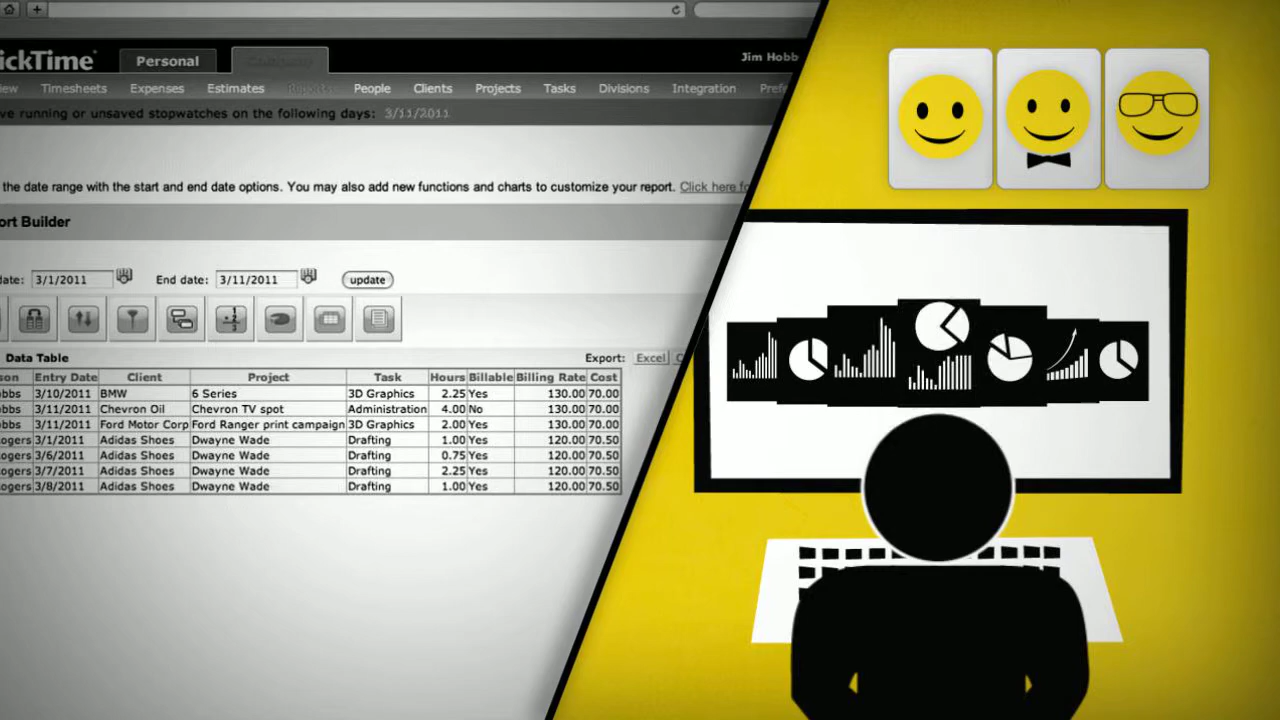 ickTime Personal Jim Hobb
ew Timesheets Expenses Estimates Reports People Clients Projects Tasks Divisions Integration Pref
ve running or unsaved stopwatches on the following days: 3/11/2011
the date range with the start and end date options. You may also add new functions and charts to customize your report. Click here fo
ort Builder
date: 3/1/2011 End date: 3/11/2011 update
Data Table Export: Excel C
son Entry Date Client Project Task Hours Billable Billing Rate Cost
obbs 3/10/2011 BMW 6 Series 3D Graphics 2.25 Yes 130.00 70.00
obbs 3/11/2011 Chevron Oil Chevron TV spot Administration 4.00 No 130.00 70.00
obbs 3/11/2011 Ford Motor Corp Ford Ranger print campaign 3D Graphics 2.00 Yes 130.00 70.00
ogers 3/1/2011 Adidas Shoes Dwayne Wade Drafting 1.00 Yes 120.00 70.50
ogers 3/6/2011 Adidas Shoes Dwayne Wade Drafting 0.75 Yes 120.00 70.50
ogers 3/7/2011 Adidas Shoes Dwayne Wade Drafting 2.25 Yes 120.00 70.50
ogers 3/8/2011 Adidas Shoes Dwayne Wade Drafting 1.00 Yes 120.00 70.50